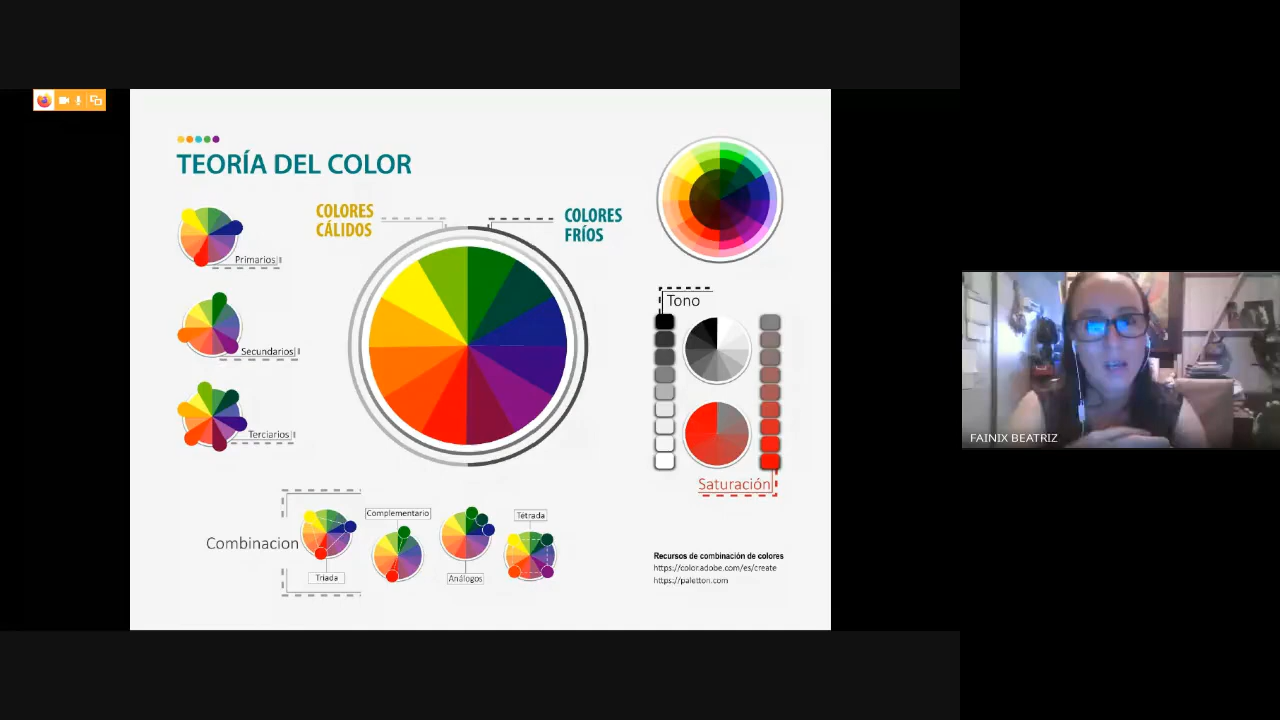 TEORÍA DEL COLOR
COLORES
CÁLIDOS
COLORES
FRÍOS
Primarios
Secundarios
Terciarios
Tono
Saturación
Combinacion
Triada
Complementario
Análogos
Tétrada
Recursos de combinación de colores
https://color.adobe.com/es/create
https://paletton.com
FAINIX BEATRIZ